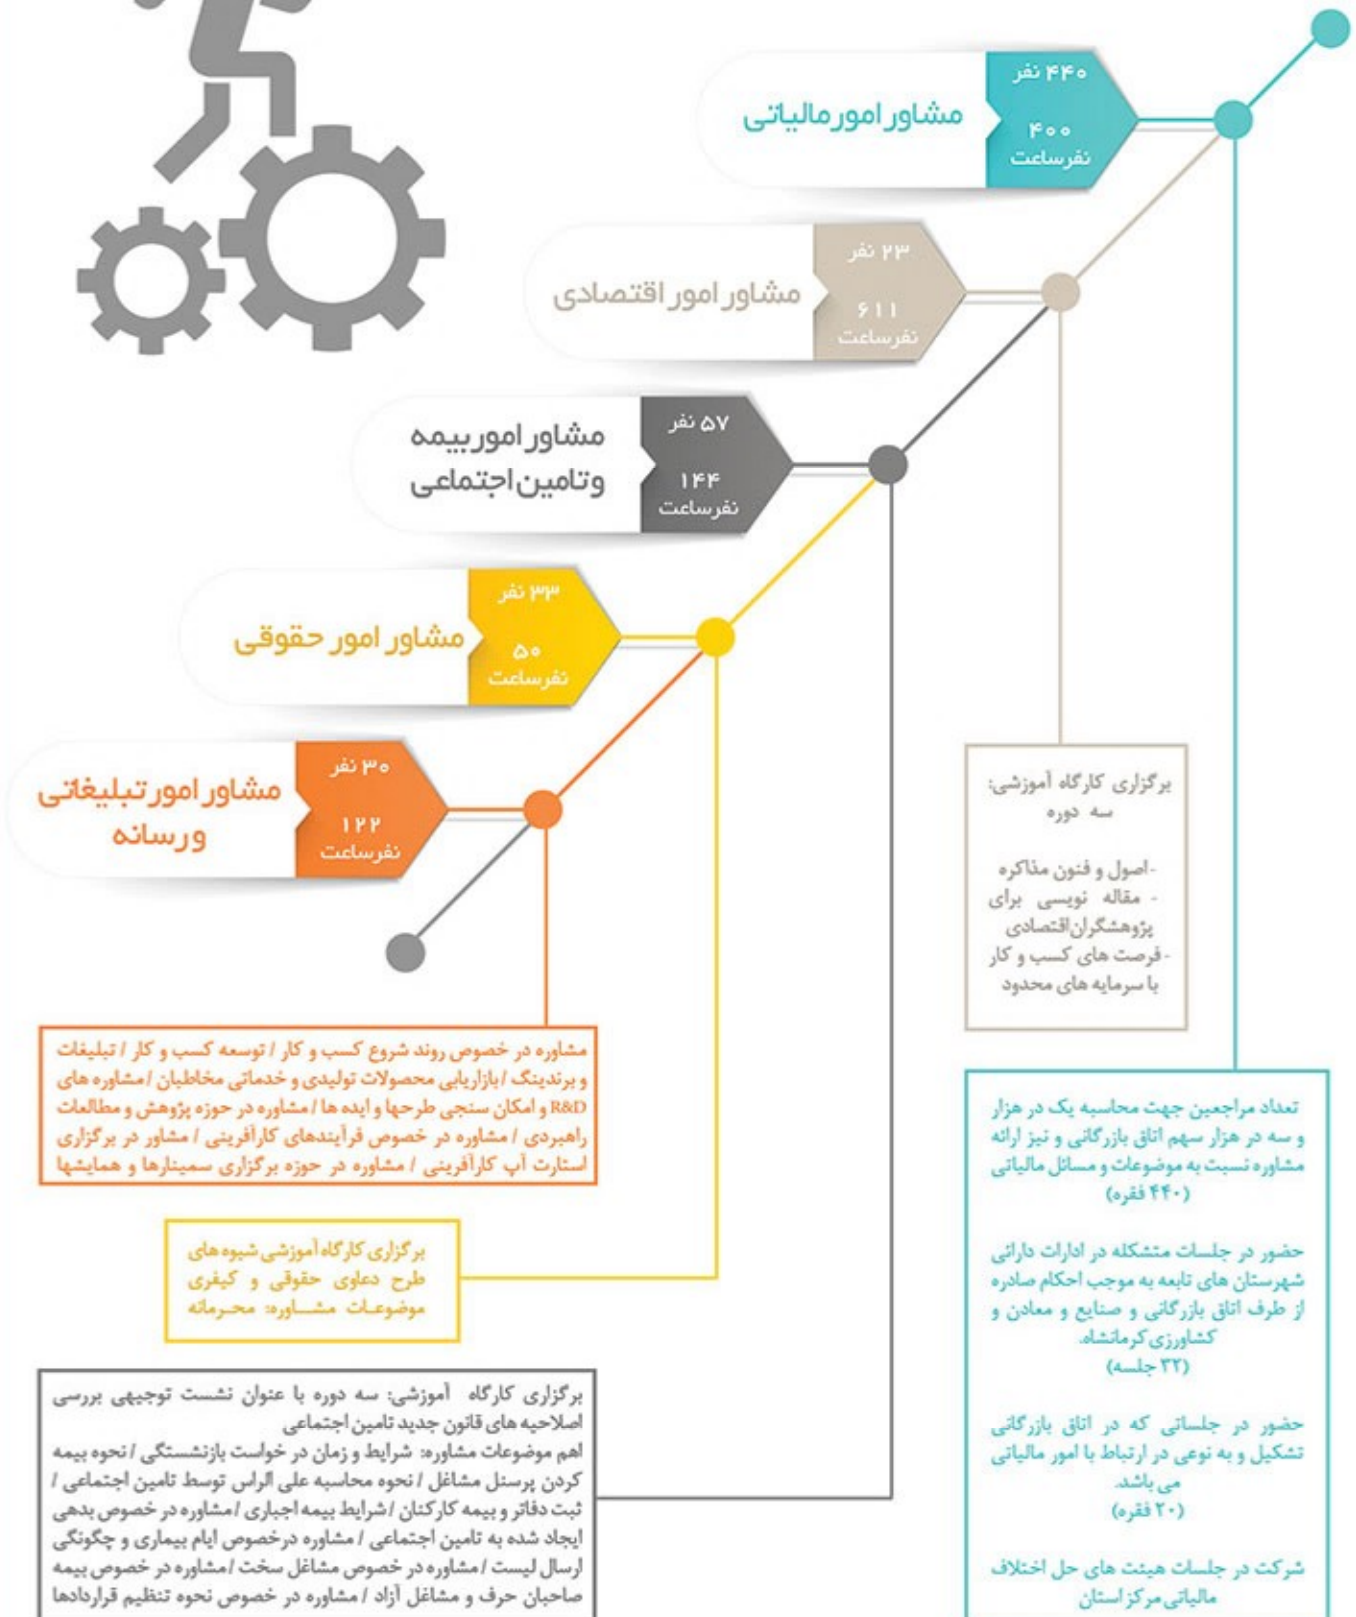 ۴۴۰ نفر
۴۰۰
نفرساعت
مشاور امور مالیاتی
۲۳ نفر
۶۱۱
نفرساعت
مشاور امور اقتصادی
۵۷ نفر
۱۴۴
نفرساعت
مشاور امور بیمه
و تامین اجتماعی
۳۳ نفر
۵۰
نفرساعت
مشاور امور حقوقی
۳۰ نفر
۱۲۲
نفرساعت
مشاور امور تبلیغاتی
و رسانه
برگزاری کارگاه آموزشی:
سه دوره
-اصول و فنون مذاکره
- مقاله نویسی برای
پژوهشگران اقتصادی
-فرصت های کسب و کار
با سرمایه های محدود
مشاوره در خصوص روند شروع کسب و کار / توسعه کسب و کار / تبلیغات
و برندینگ / بازاریابی محصولات تولیدی و خدماتی مخاطبان / مشاوره های
R&D و امکان سنجی طرحها و ایده ها / مشاوره در حوزه پژوهش و مطالعات
راهبردی / مشاوره در خصوص فرآیندهای کارآفرینی / مشاور در برگزاری
استارت آپ کارآفرینی / مشاوره در حوزه برگزاری سمینارها و همایشها
تعداد مراجعین جهت محاسبه یک در هزار
و سه در هزار سهم اتاق بازرگانی و نیز ارائه
مشاوره نسبت به موضوعات و مسائل مالیاتی
(۴۴۰ فقره)
حضور در جلسات متشکله در ادارات دارائی
شهرستان های تابعه به موجب احکام صادره
از طرف اتاق بازرگانی و صنایع و معادن و
کشاورزی کرمانشاه.
(۳۲ جلسه)
حضور در جلساتی که در اتاق بازرگانی
تشکیل و به نوعی در ارتباط با امور مالیاتی
می باشد.
(۲۰ فقره)
شرکت در جلسات هیئت های حل اختلاف
مالیاتی مرکز استان
برگزاری کارگاه آموزشی شیوه های
طرح دعاوی حقوقی و کیفری
موضوعات مشاوره: محرمانه
برگزاری کارگاه آموزشی: سه دوره با عنوان نشست توجیهی بررسی
اصلاحیه های قانون جدید تامین اجتماعی
اهم موضوعات مشاوره: شرایط و زمان در خواست بازنشستگی / نحوه بیمه
کردن پرسنل مشاغل / نحوه محاسبه علی الراس توسط تامین اجتماعی /
ثبت دفاتر و بیمه کارکنان / شرایط بیمه اجباری / مشاوره در خصوص بدهی
ایجاد شده به تامین اجتماعی / مشاوره درخصوص ایام بیماری و چگونگی
ارسال لیست / مشاوره در خصوص مشاغل سخت / مشاوره در خصوص بیمه
صاحبان حرف و مشاغل آزاد / مشاوره در خصوص نحوه تنظیم قراردادها